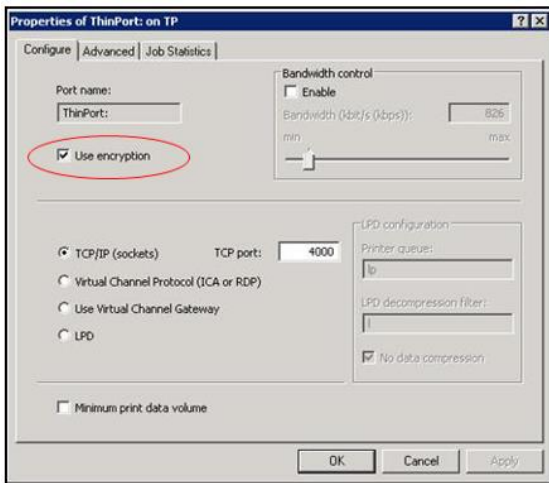 Properties of ThinPort: on TP
Configure Advanced Job Statistics
Port name:
ThinPort:
Use encryption
Bandwidth control
Enable
Bandwidth (kbit/s (kbps)): 826
min max
TCP/IP (sockets) TCP port: 4000
Virtual Channel Protocol (ICA or RDP)
Use Virtual Channel Gateway
LPD
LPD configuration
Printer queue:
lp
LPD decompression filter:
l
No data compression
Minimum print data volume
OK Cancel Apply